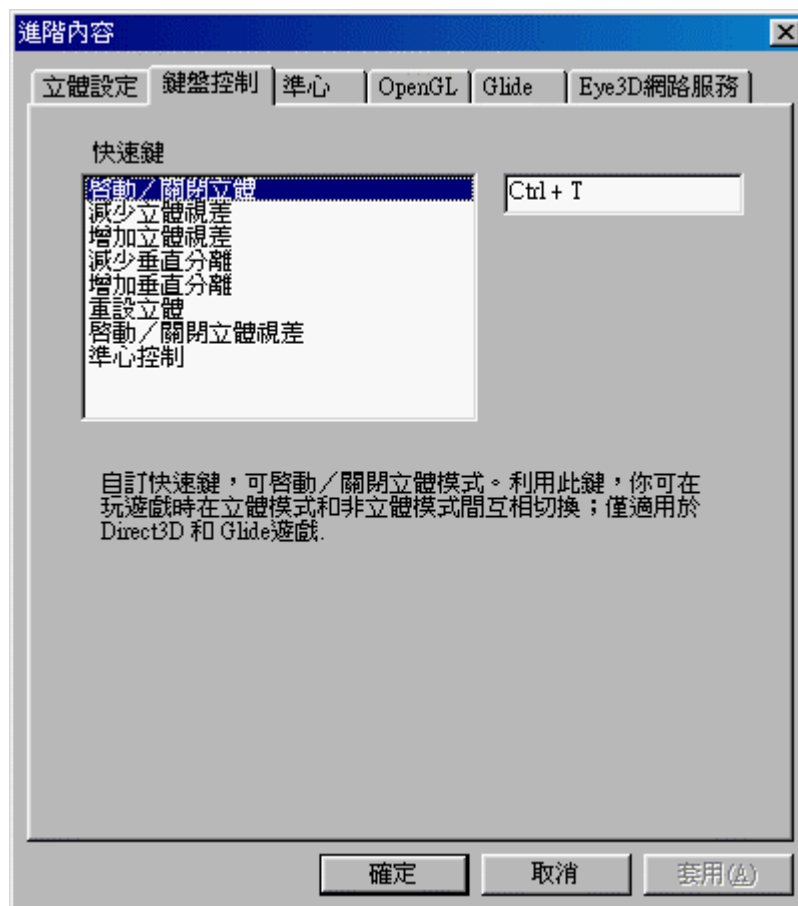 進階內容
立體設定 鍵盤控制 準心 OpenGL Glide Eye3D網路服務
快速鍵
啓動／關閉立體 Ctrl + T
減少立體視差
增加立體視差
減少垂直分離
增加垂直分離
重設立體
啓動／關閉立體視差
準心控制
自訂快速鍵，可啓動／關閉立體模式。利用此鍵，你可在
玩遊戲時在立體模式和非立體模式間互相切換；僅適用於
Direct3D 和 Glide遊戲.
確定 取消 套用(A)